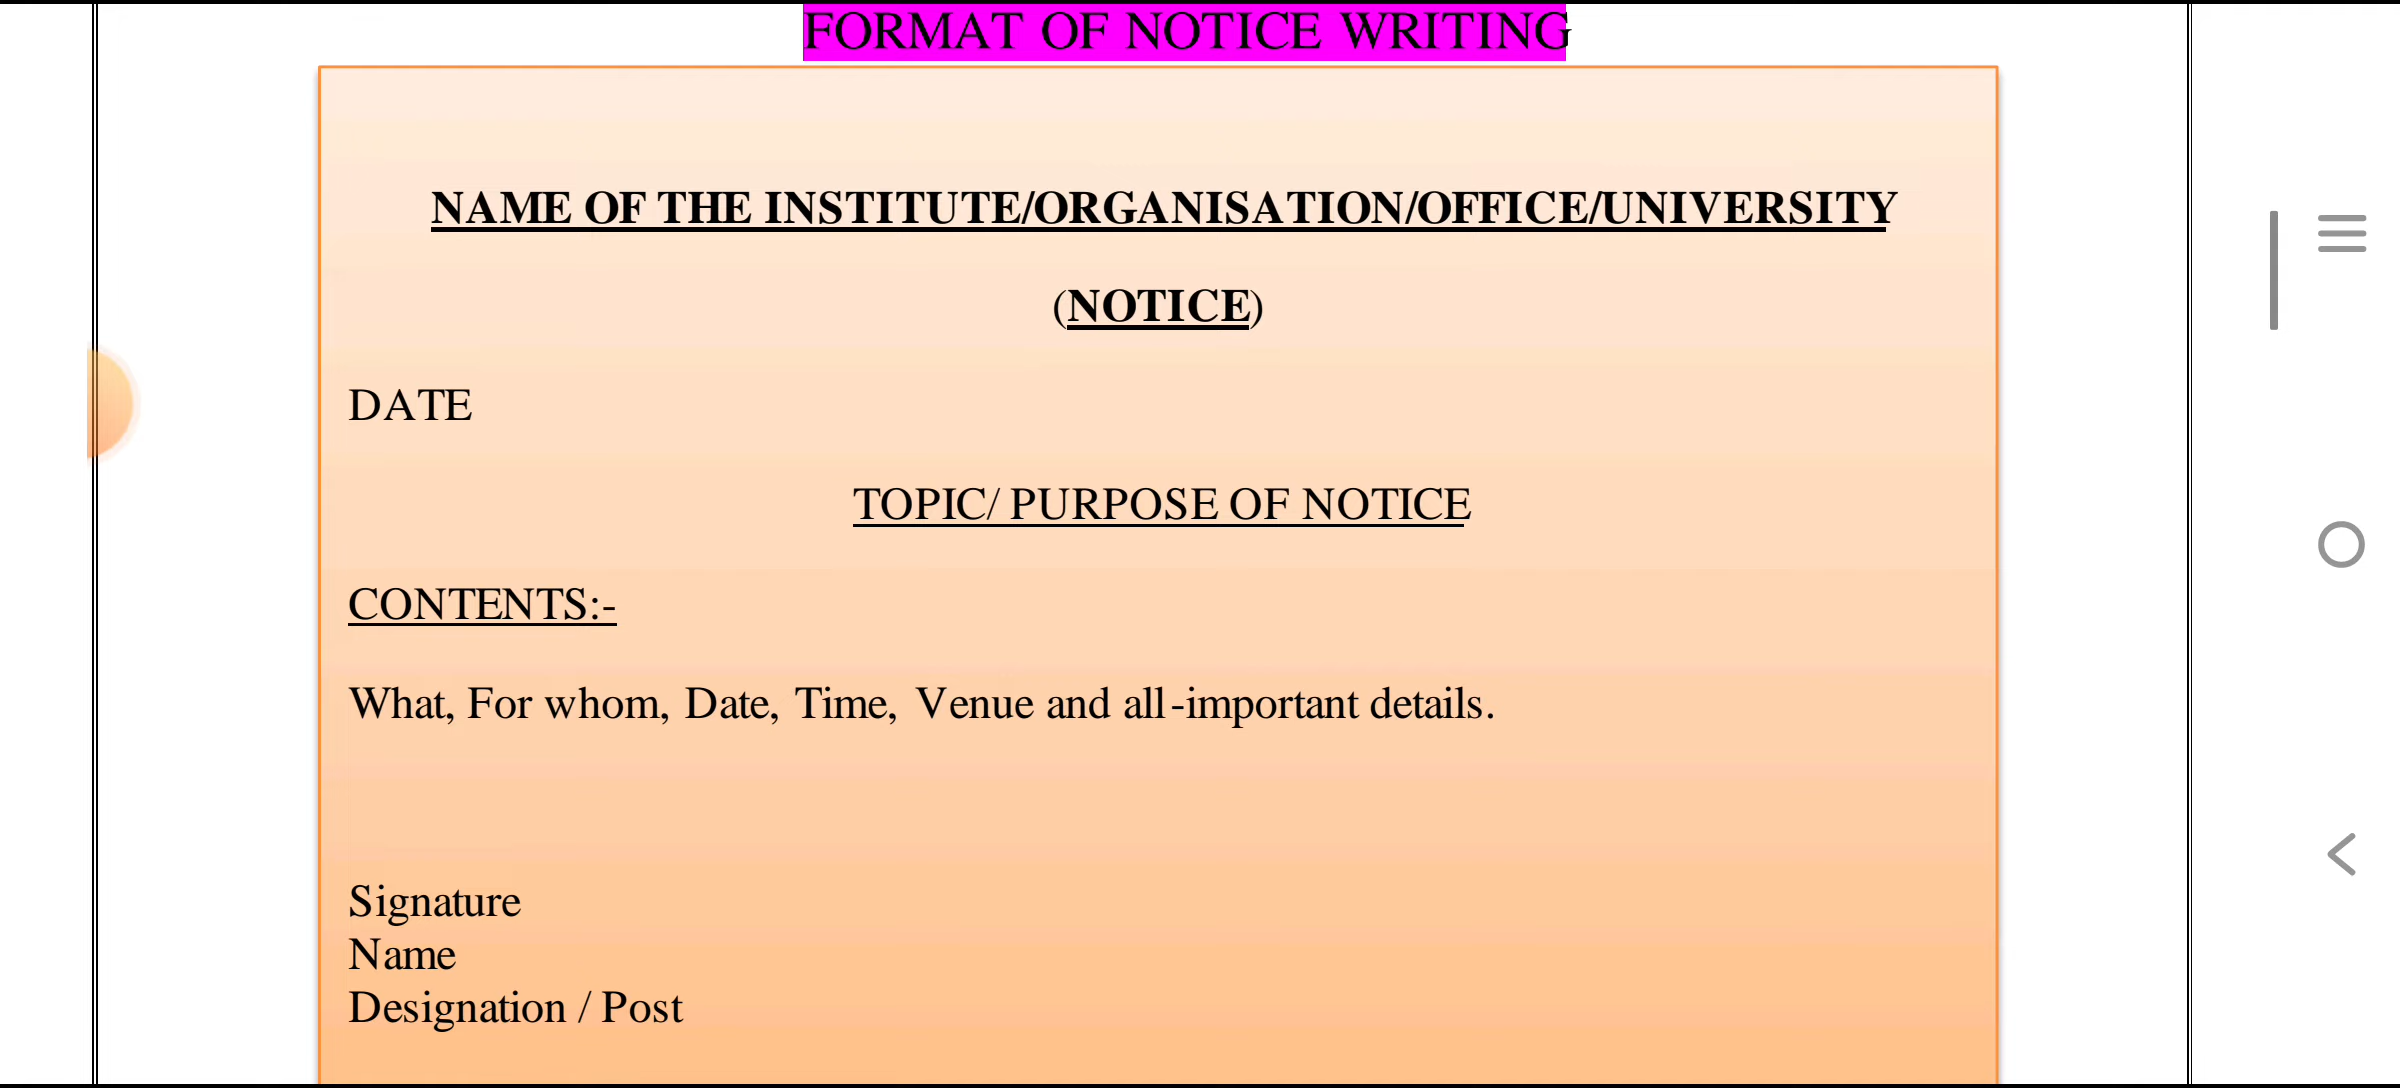 FORMAT OF NOTICE WRITING
NAME OF THE INSTITUTE/ORGANISATION/OFFICE/UNIVERSITY
(NOTICE)
DATE
TOPIC/ PURPOSE OF NOTICE
CONTENTS:-
What, For whom, Date, Time, Venue and all-important details.
Signature
Name
Designation / Post